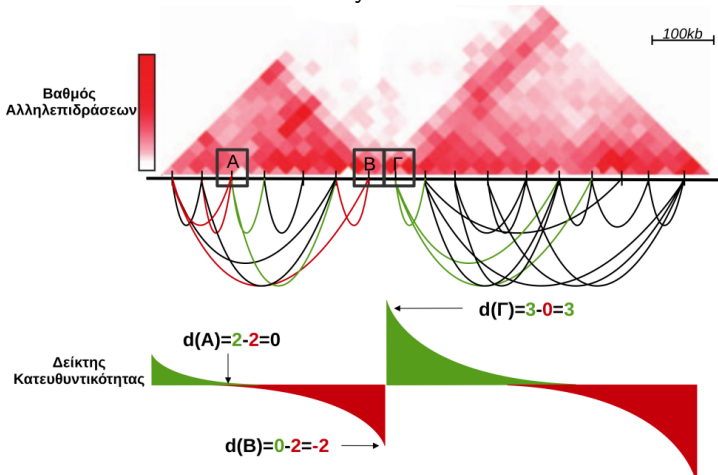 100kb
Βαθμός
Αλληλεπιδράσεων
Α
Β
Γ
d(Γ)=3-0=3
d(Α)=2-2=0
Δείκτης
Κατευθυντικότητας
d(Β)=0-2=-2